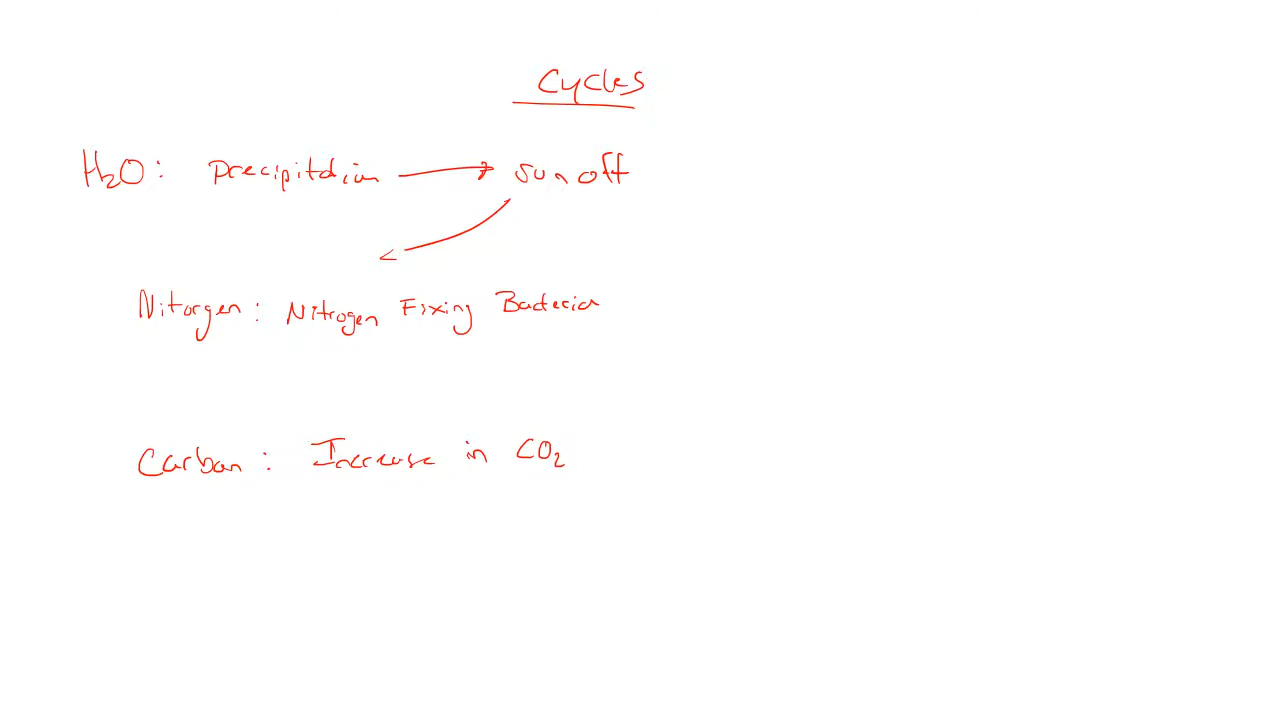 Cycles
H₂O: Precipitation → runoff
Nitorgen: Nitrogen Fixing Bacteria
Carbon: Increase in CO₂